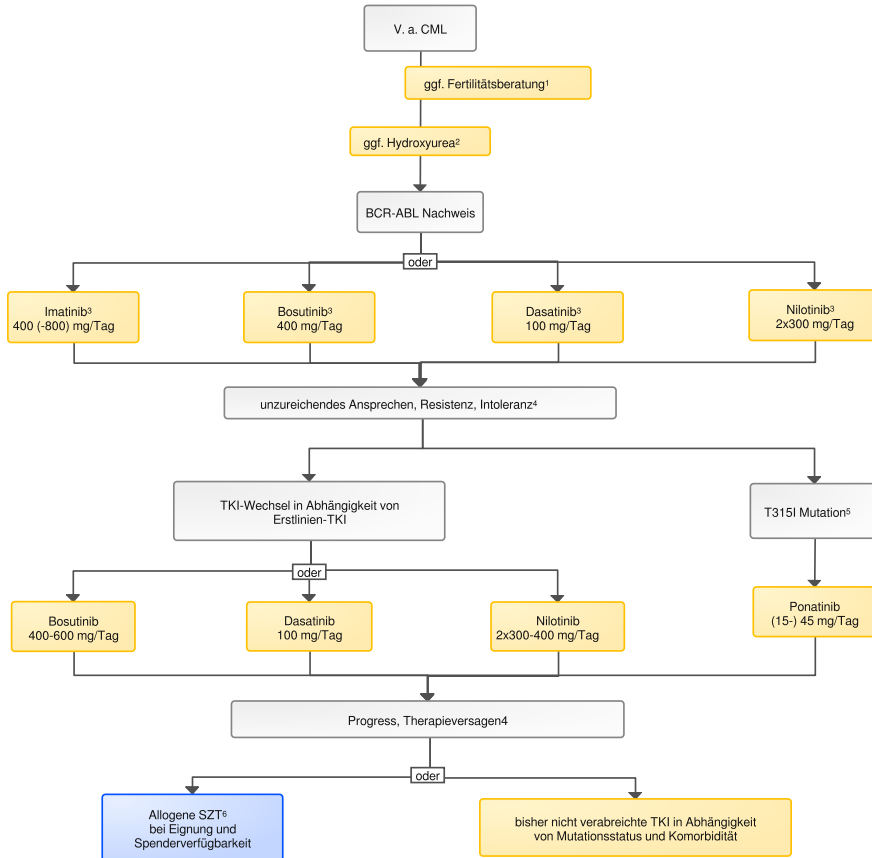 V. a. CML
ggf. Fertilitätsberatung¹
ggf. Hydroxyurea²
BCR-ABL Nachweis
oder
Imatinib³
400 (-800) mg/Tag
Bosutinib³
400 mg/Tag
Dasatinib³
100 mg/Tag
Nilotinib³
2x300 mg/Tag
unzureichendes Ansprechen, Resistenz, Intoleranz⁴
TKI-Wechsel in Abhängigkeit von
Erstlinien-TKI
T315I Mutation⁵
oder
Bosutinib
400-600 mg/Tag
Dasatinib
100 mg/Tag
Nilotinib
2x300-400 mg/Tag
Ponatinib
(15-) 45 mg/Tag
Progress, Therapieversagen4
oder
Allogene SZT⁶
bei Eignung und
Spenderverfügbarkeit
bisher nicht verabreichte TKI in Abhängigkeit
von Mutationsstatus und Komorbidität